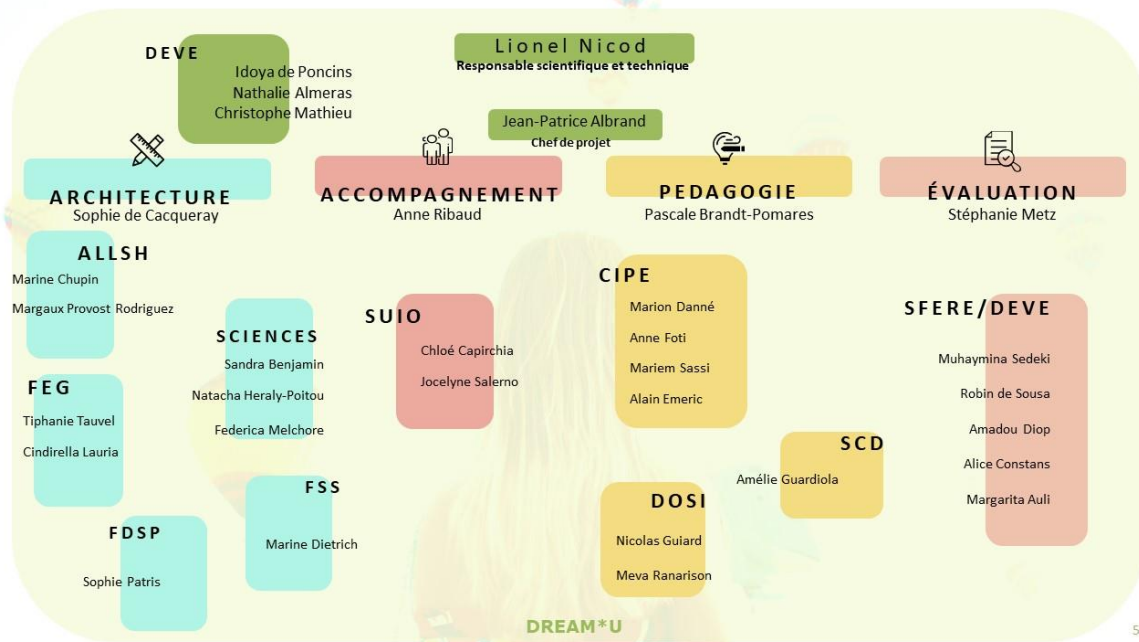 DEVE
Idoya de Poncins
Nathalie Almeras
Christophe Mathieu
Lionel Nicod
Responsable scientifique et technique
Jean-Patrice Albrand
Chef de projet
ARCHITECTURE
Sophie de Cacqueray
ALLSH
Marine Chupin
Margaux Provost Rodriguez
SCIENCES
Sandra Benjamin
Natacha Heraly-Poitou
Federica Melchore
FEG
Tiphanie Tauvel
Cindirella Lauria
FSS
Marine Dietrich
FDSP
Sophie Patris
ACCOMPAGNEMENT
Anne Ribaud
SUIO
Chloé Capirchia
Jocelyne Salerno
PEDAGOGIE
Pascale Brandt-Pomares
CIPE
Marion Danné
Anne Foti
Mariem Sassi
Alain Emeric
SCD
Amélie Guardiola
DOSI
Nicolas Guiard
Meva Ranarison
ÉVALUATION
Stéphanie Metz
SFERE/DEVE
Muhaymina Sedeki
Robin de Sousa
Amadou Diop
Alice Constans
Margarita Auli
DREAM*U
5